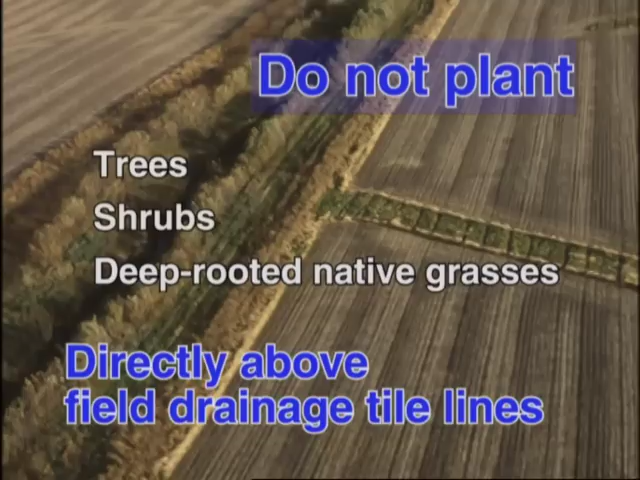 Do not plant
Trees
Shrubs
Deep-rooted native grasses
Directly above
field drainage tile lines